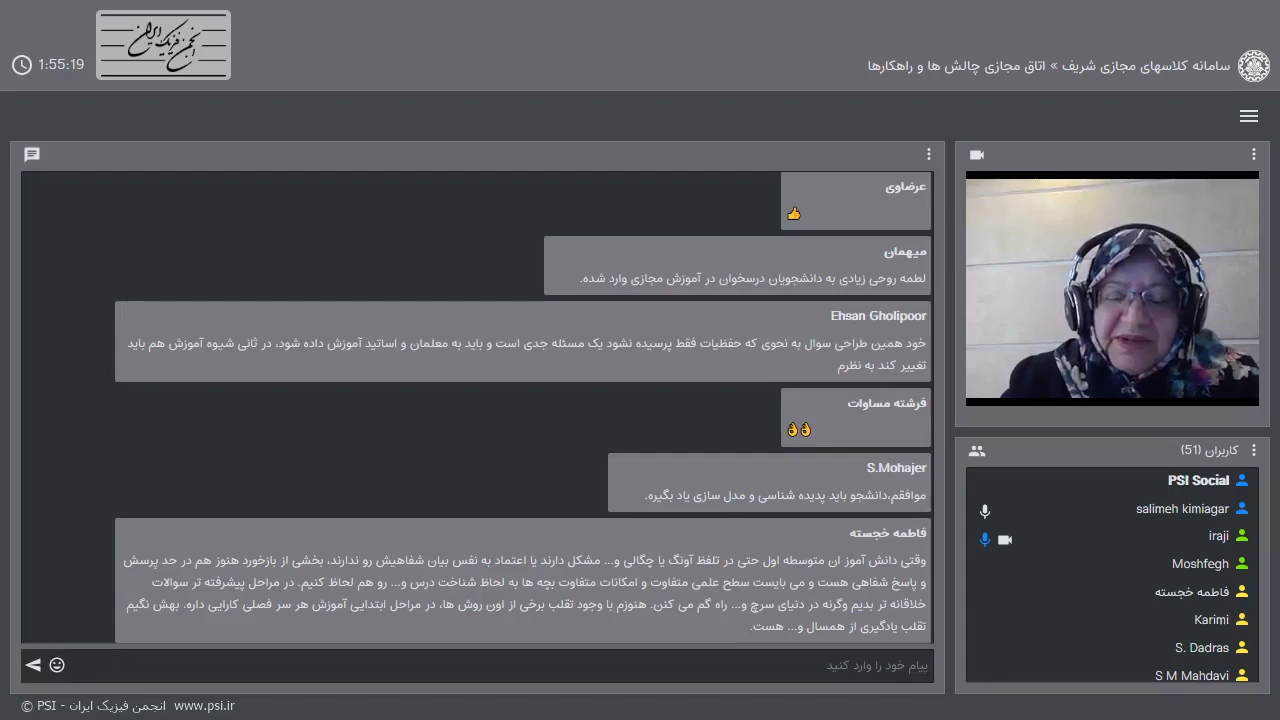 انجمن فیزیک ایران
1:55:19
سامانه کلاسهای مجازی شریف » اتاق مجازی چالش ها و راهکارها
عرضاوی
👍
میهمان
لطمه روحی زیادی به دانشجویان درسخوان در آموزش مجازی وارد شده.
Ehsan Gholipoor
خود همین طراحی سوال به نحوی که حفظیات فقط پرسیده نشود یک مسئله جدی است و باید به معلمان و اساتید آموزش داده شود، در ثانی شیوه آموزش هم باید
تغییر کند به نظرم
فرشته مساوات
👌👌
S.Mohajer
موافقم،دانشجو باید پدیده شناسی و مدل سازی یاد بگیره.
فاطمه خجسته
وقتی دانش آموز ان متوسطه اول حتی در تلفظ آونگ یا چگالی و... مشکل دارند یا اعتماد به نفس بیان شفاهیش رو ندارند، بخشی از بازخورد هنوز هم در حد پرسش
و پاسخ شفاهی هست و می بایست سطح علمی متفاوت و امکانات متفاوت بچه ها به لحاظ شناخت درس و... رو هم لحاظ کنیم. در مراحل پیشرفته تر سوالات
خلاقانه تر بدیم وگرنه در دنیای سرچ و... راه گم می کنن. هنوزم با وجود تقلب برخی از اون روش ها، در مراحل ابتدایی آموزش هر سر فصلی کارایی داره. بهش نگیم
تقلب یادگیری از همسال و... هست.
پیام خود را وارد کنید
کاربران (51)
PSI Social
salimeh kimiagar
iraji
Moshfegh
فاطمه خجسته
Karimi
S. Dadras
S M Mahdavi
© PSI - انجمن فیزیک ایران www.psi.ir